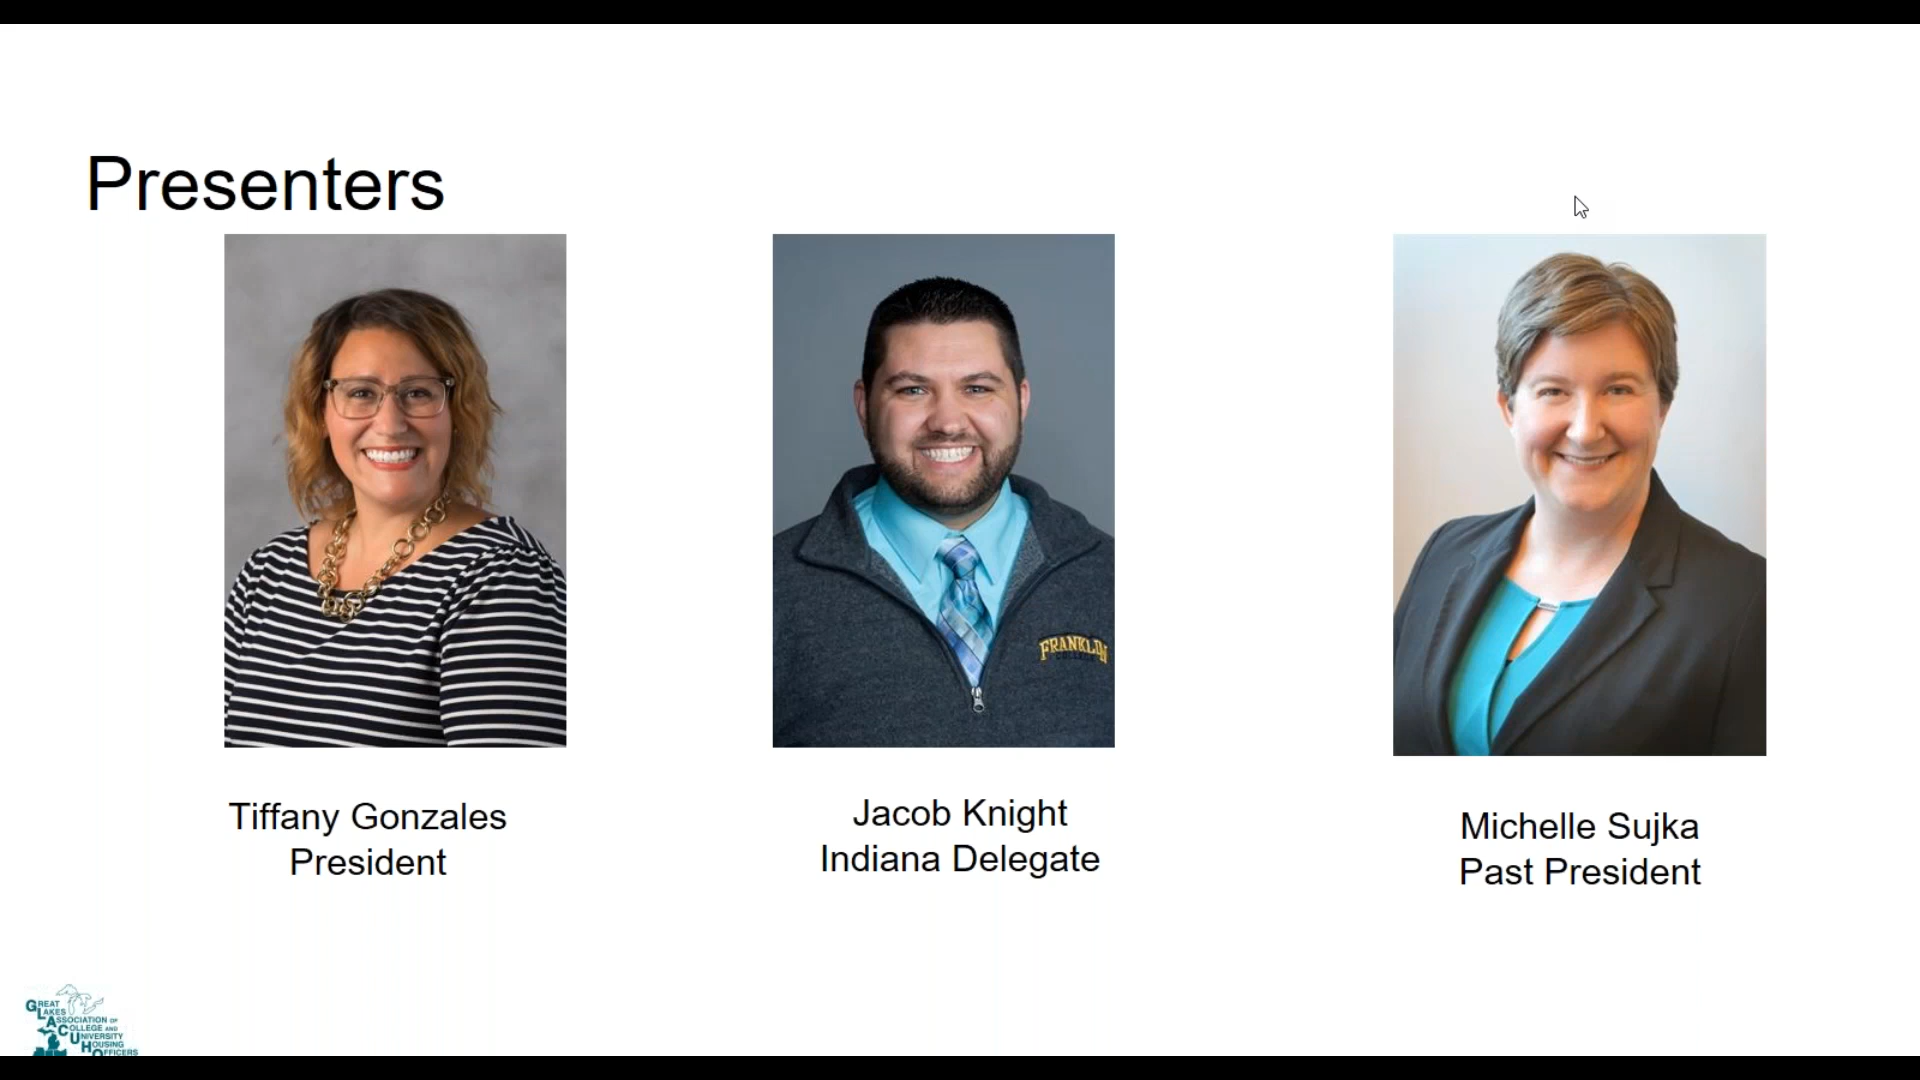 Presenters
FRANKLIN
Tiffany Gonzales
President
Jacob Knight
Indiana Delegate
Michelle Sujka
Past President
GREAT
LAKES
ASSOCIATION OF
COLLEGE AND
UNIVERSITY
HOUSING
OFFICERS